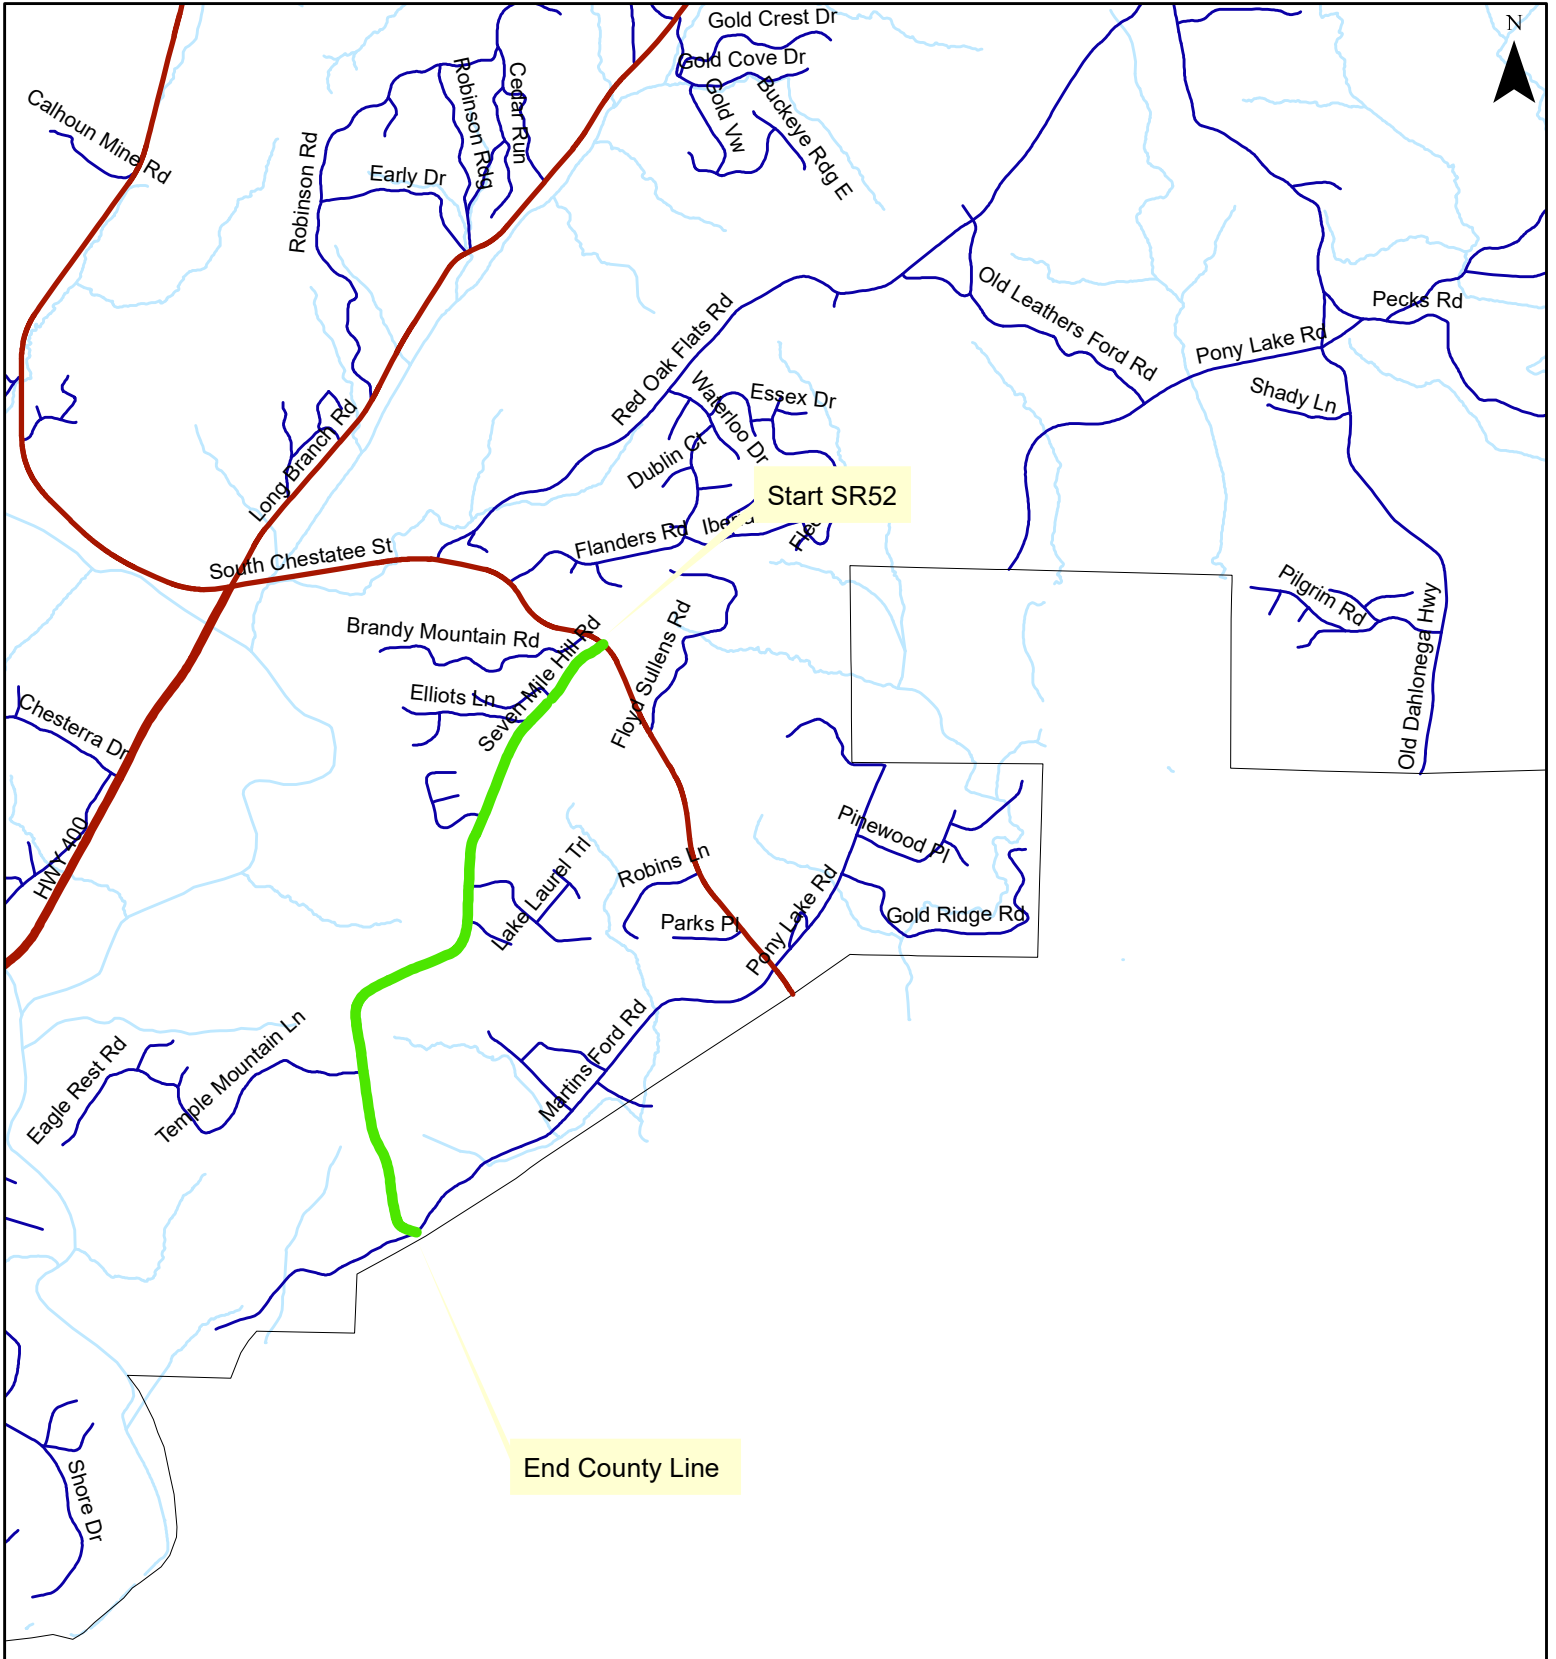 Gold Crest Dr
N
Gold Cove Dr
Calhoun Mine Rd
Robinson Rdg
Cedar Run
Gold Vw
Buckeye Rdg E
Robinson Rd
Early Dr
Old Leathers Ford Rd
Pecks Rd
Red Oak Flats Rd
Pony Lake Rd
Waterloo Dr
Essex Dr
Shady Ln
Long Branch Rd
Dublin Ct
Start SR52
Flanders Rd
South Chestatee St
Pilgrim Rd
Old Dahlonega Hwy
Brandy Mountain Rd
Seven Mile Hill Rd
Floyd Sullens Rd
Elliots Ln
Chesterra Dr
HWY 400
Pinewood Pl
Lake Laurel Trl
Robins Ln
Parks Pl
Pony Lake Rd
Gold Ridge Rd
Martins Ford Rd
Eagle Rest Rd
Temple Mountain Ln
End County Line
Shore Dr